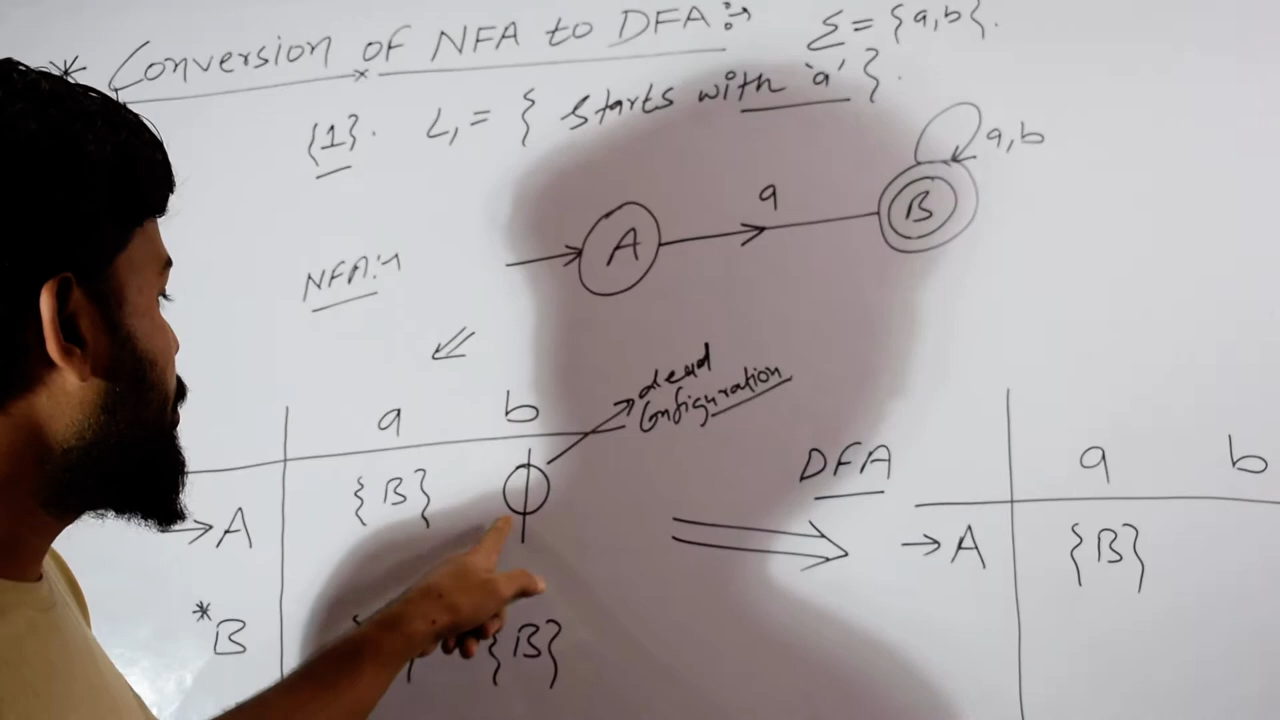 * Conversion of NFA to DFA :→ Σ = {a,b}.
{1}. L₁ = { starts with 'a' }.
a,b
a
A
B
NFA:→
dead
Configuration
a b
→A {B} ϕ
*B {B}
DFA
a b
→A {B}